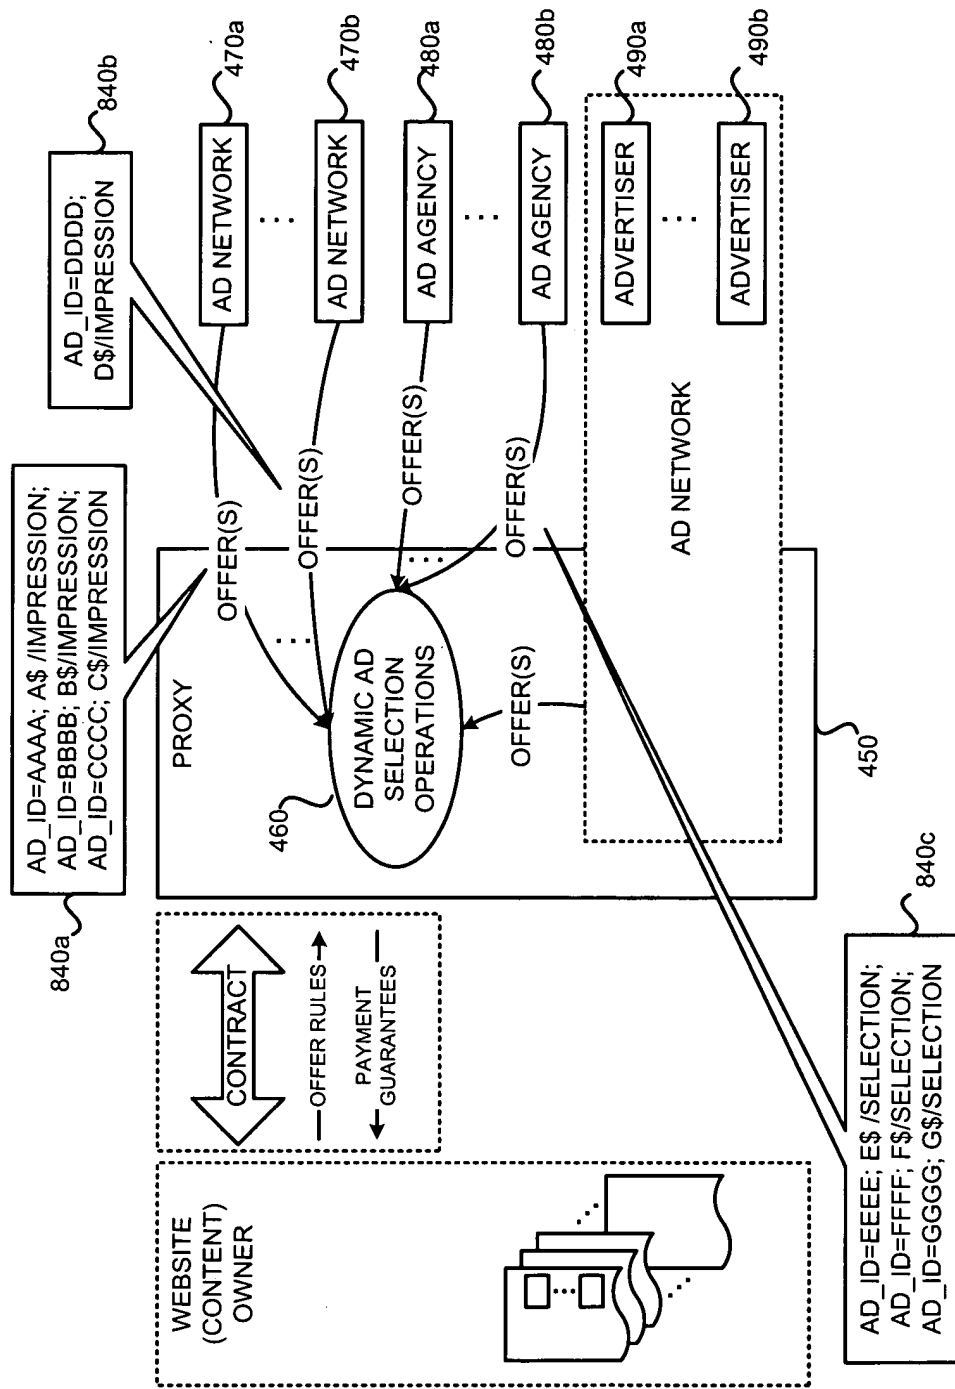 WEBSITE
(CONTENT)
OWNER
CONTRACT
OFFER RULES
PAYMENT
GUARANTEES
840a
AD_ID=AAAA; A$ /IMPRESSION;
AD_ID=BBBB; B$/IMPRESSION;
AD_ID=CCCC; C$/IMPRESSION
840b
AD_ID=DDDD;
D$/IMPRESSION
PROXY
460
DYNAMIC AD
SELECTION
OPERATIONS
OFFER(S)
OFFER(S)
OFFER(S)
OFFER(S)
OFFER(S)
AD NETWORK
470a
AD NETWORK
470b
AD AGENCY
480a
AD AGENCY
480b
AD NETWORK
ADVERTISER
490a
ADVERTISER
490b
450
840c
AD_ID=EEEE; E$ /SELECTION;
AD_ID=FFFF; F$/SELECTION;
AD_ID=GGGG; G$/SELECTION